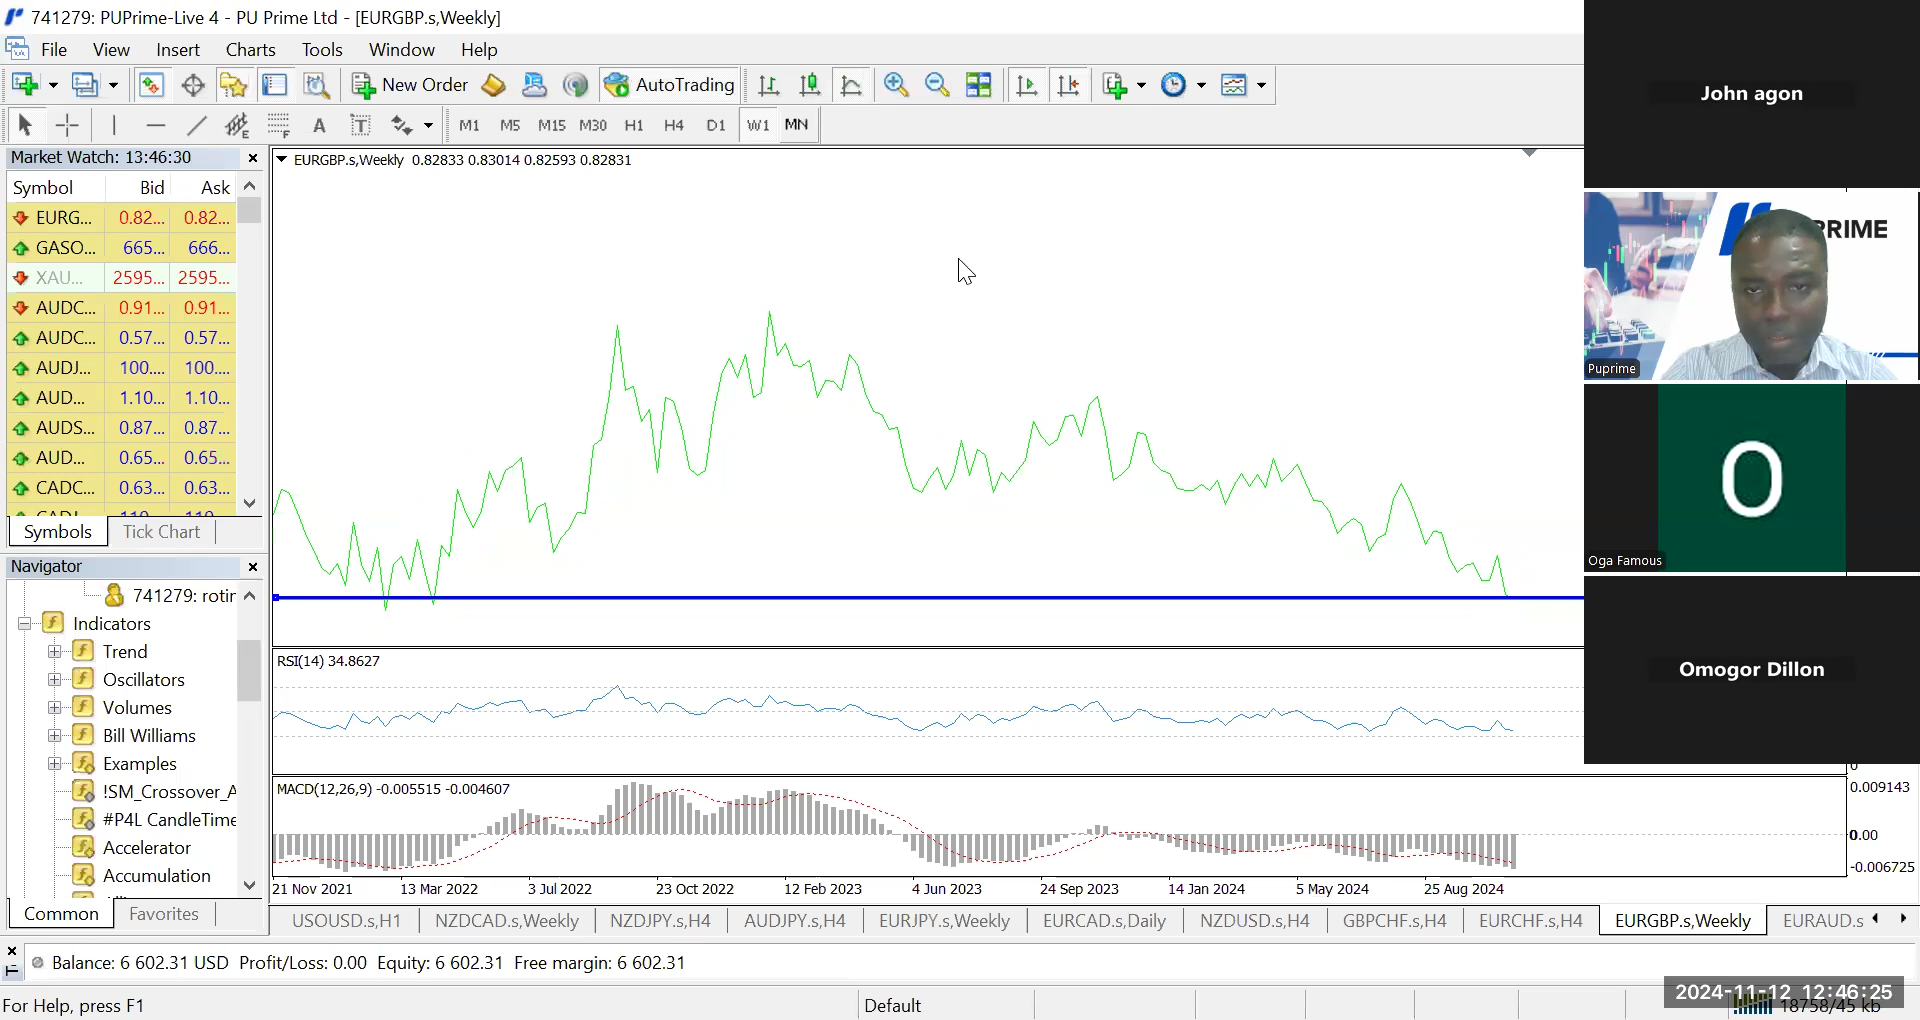 741279: PUPrime-Live 4 - PU Prime Ltd - [EURGBP.s,Weekly]
File View Insert Charts Tools Window Help
New Order AutoTrading
A T M1 M5 M15 M30 H1 H4 D1 W1 MN
Market Watch: 13:46:30
Symbol Bid Ask
EURG... 0.82... 0.82...
GASO... 665... 666...
XAU... 2595... 2595...
AUDC... 0.91... 0.91...
AUDC... 0.57... 0.57...
AUDJ... 100.... 100....
AUD... 1.10... 1.10...
AUDS... 0.87... 0.87...
AUD... 0.65... 0.65...
CADC... 0.63... 0.63...
Symbols Tick Chart
Navigator
741279: rotir
Indicators
Trend
Oscillators
Volumes
Bill Williams
Examples
!SM_Crossover_A
#P4L CandleTime
Accelerator
Accumulation
Common Favorites
EURGBP.s,Weekly 0.82833 0.83014 0.82593 0.82831
RSI(14) 34.8627
0
MACD(12,26,9) -0.005515 -0.004607
0.009143
0.00
-0.006725
21 Nov 2021 13 Mar 2022 3 Jul 2022 23 Oct 2022 12 Feb 2023 4 Jun 2023 24 Sep 2023 14 Jan 2024 5 May 2024 25 Aug 2024
USOUSD.s,H1 NZDCAD.s,Weekly NZDJPY.s,H4 AUDJPY.s,H4 EURJPY.s,Weekly EURCAD.s,Daily NZDUSD.s,H4 GBPCHF.s,H4 EURCHF.s,H4 EURGBP.s,Weekly EURAUD.s
Balance: 6 602.31 USD Profit/Loss: 0.00 Equity: 6 602.31 Free margin: 6 602.31
For Help, press F1 Default 18758/45 kb
2024-11-12 12:46:25
John agon
PRIME
Puprime
O
Oga Famous
Omogor Dillon